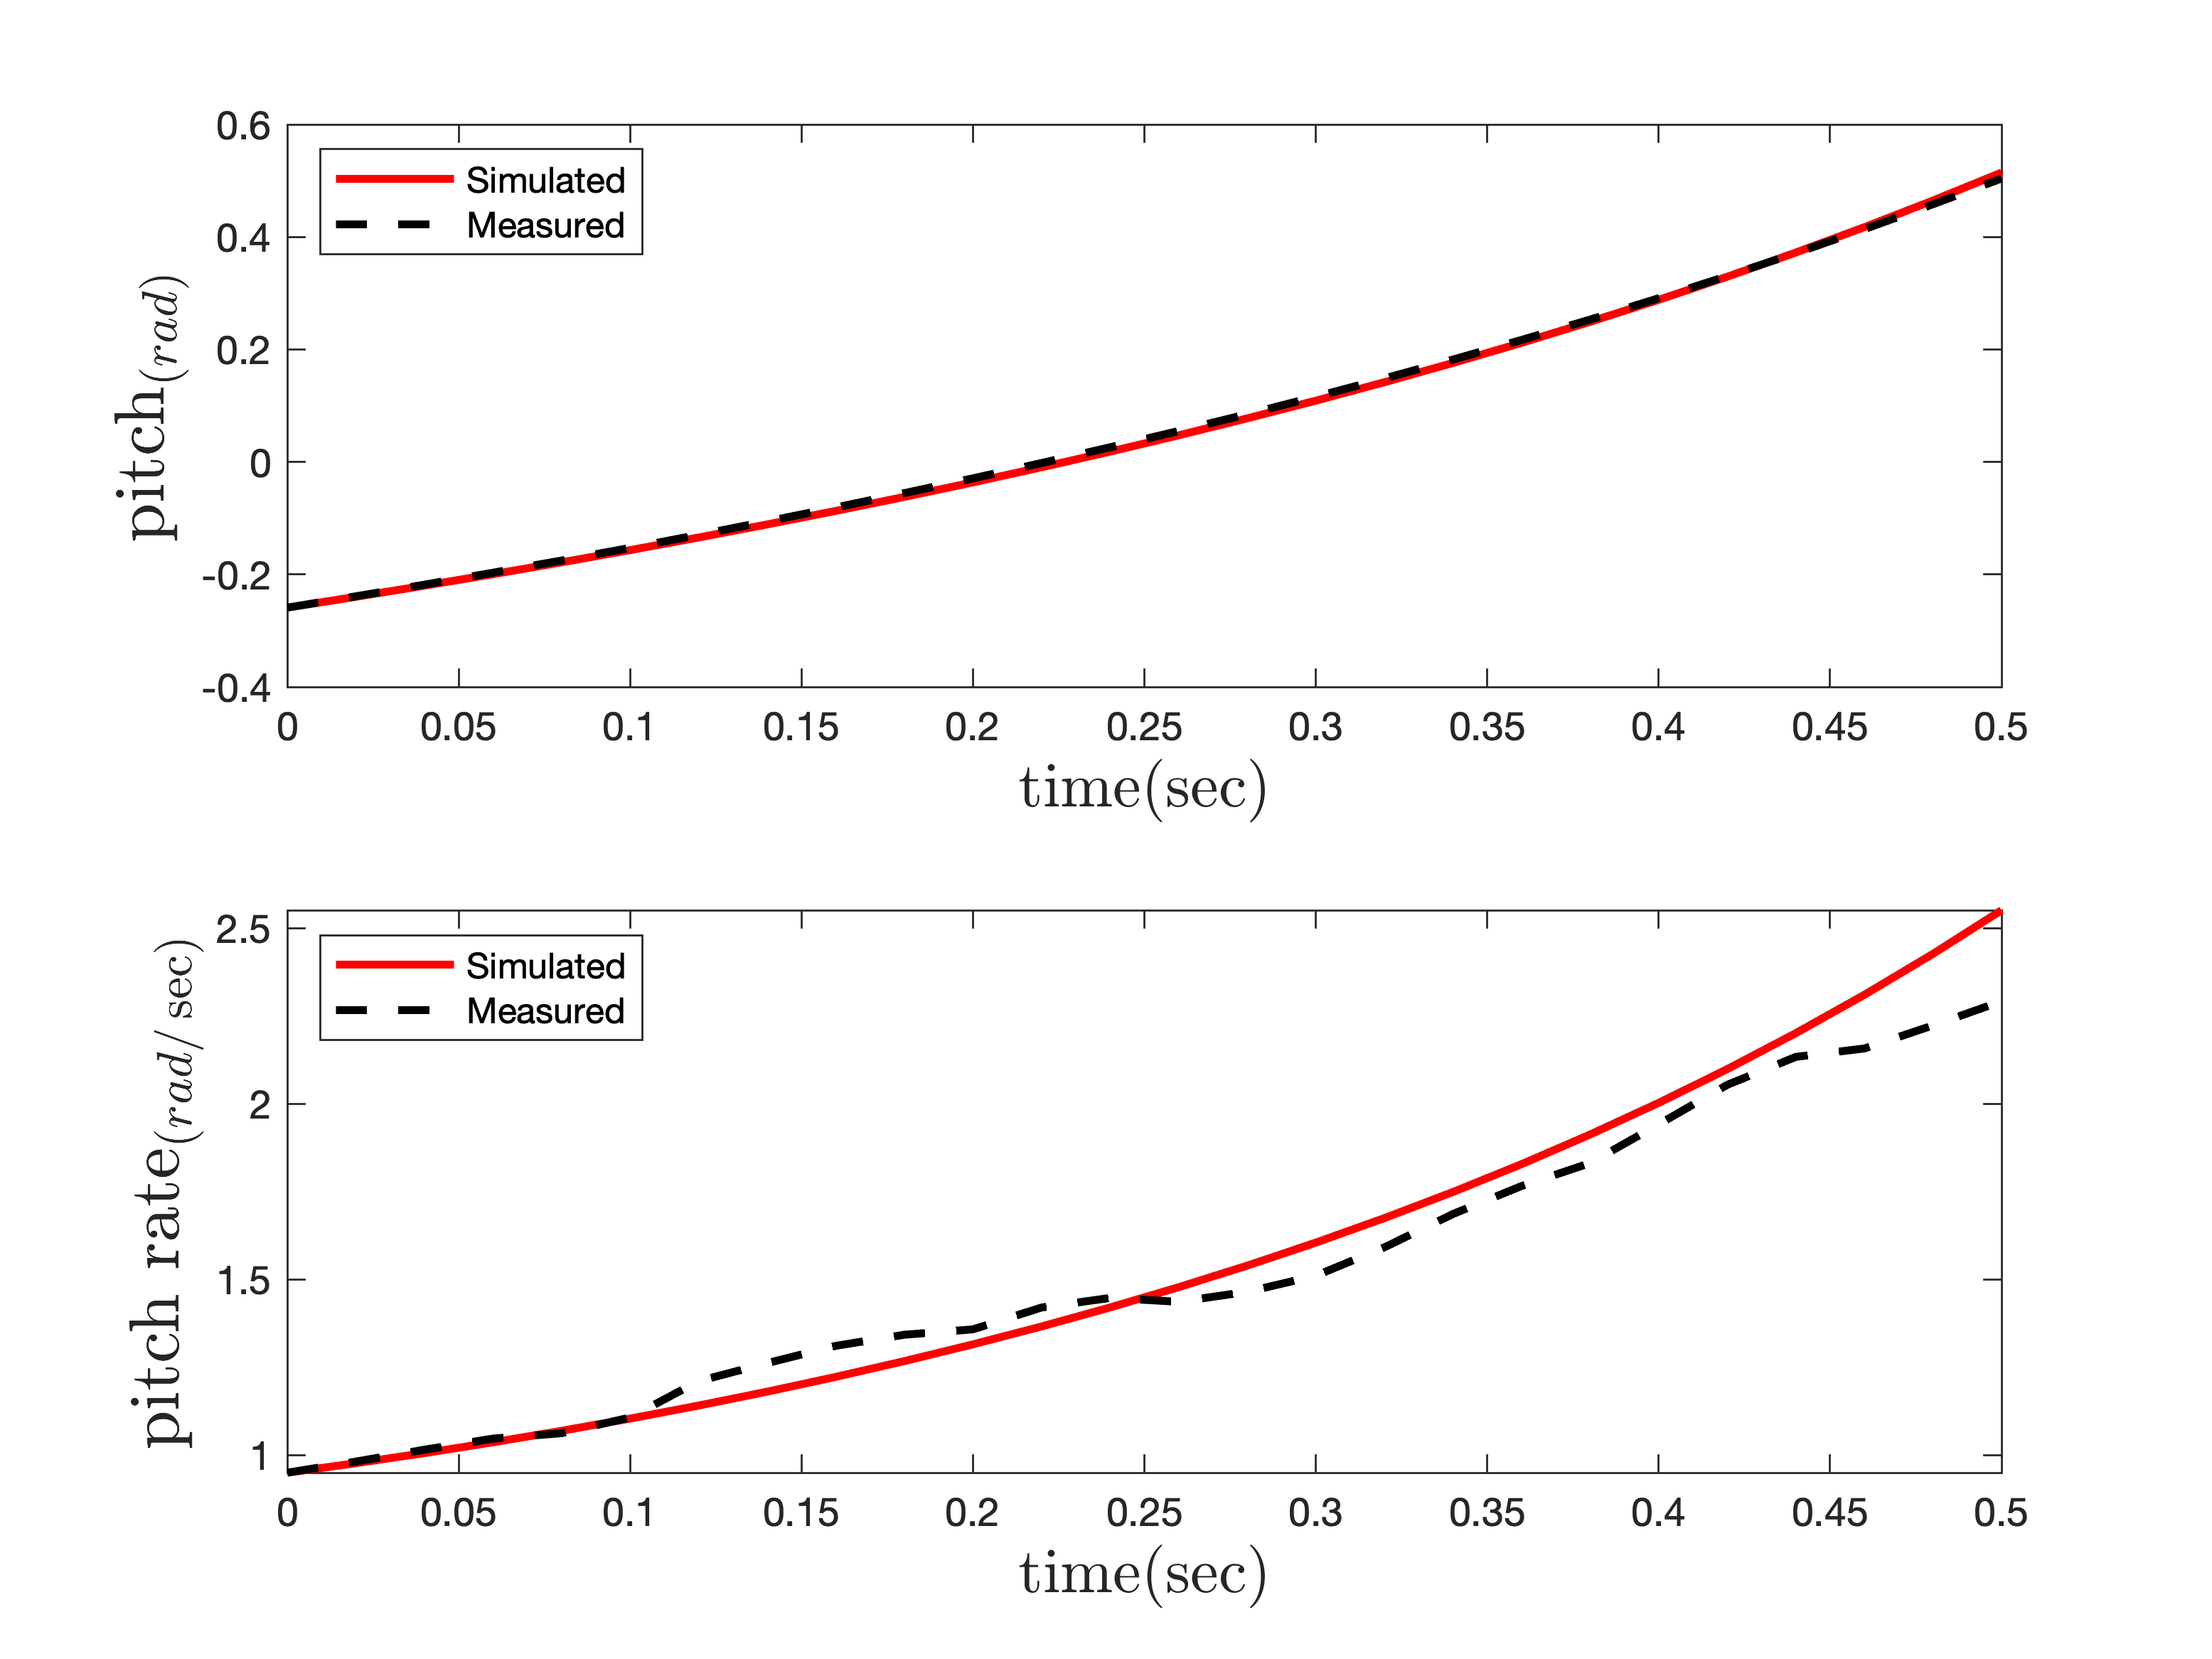 0.6
0.4
0.2
0
-0.2
-0.4
pitch(rad)
Simulated
Measured
0 0.05 0.1 0.15 0.2 0.25 0.3 0.35 0.4 0.45 0.5
time(sec)
2.5
2
1.5
1
pitch rate(rad/ sec)
Simulated
Measured
0 0.05 0.1 0.15 0.2 0.25 0.3 0.35 0.4 0.45 0.5
time(sec)